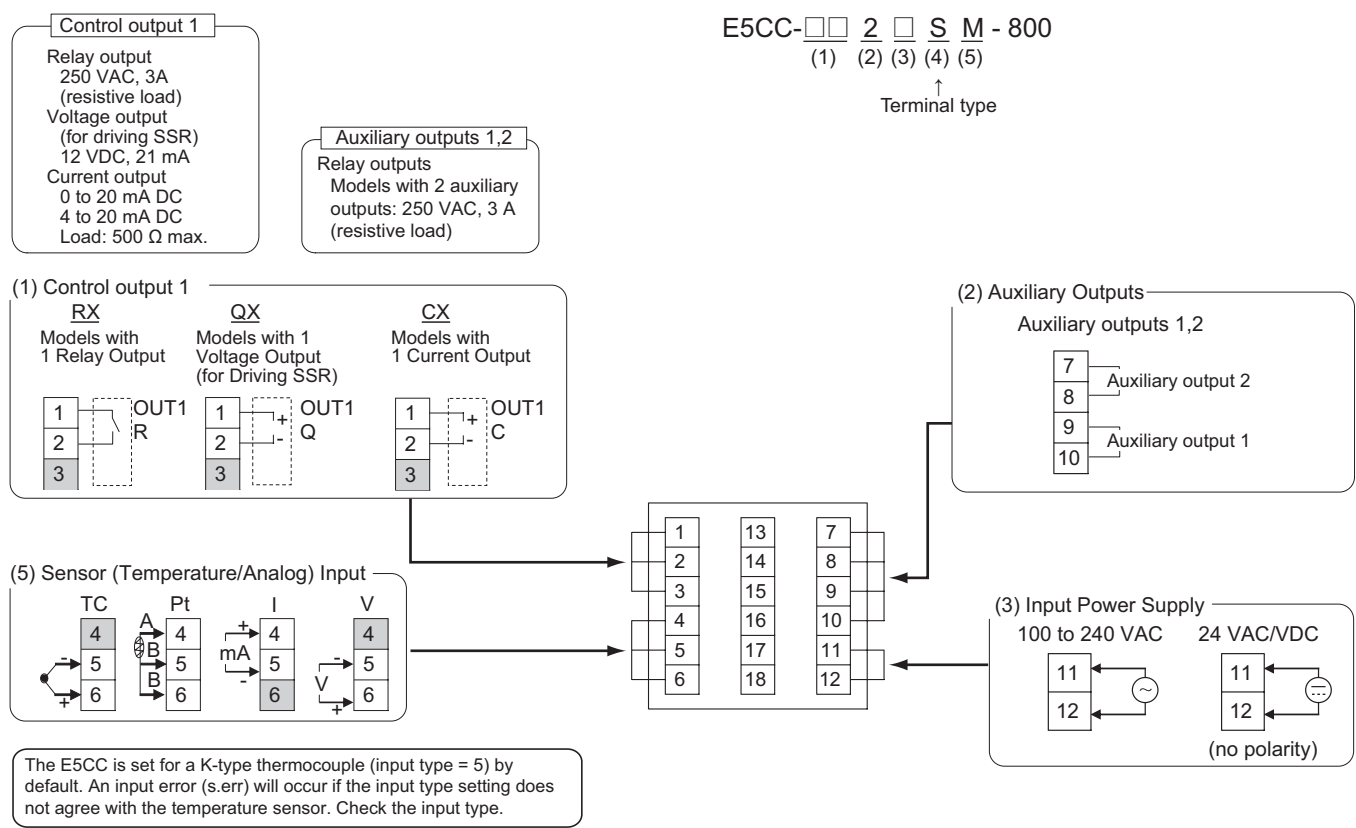 Control output 1
Relay output
250 VAC, 3A
(resistive load)
Voltage output
(for driving SSR)
12 VDC, 21 mA
Current output
0 to 20 mA DC
4 to 20 mA DC
Load: 500 Ω max.
Auxiliary outputs 1,2
Relay outputs
Models with 2 auxiliary
outputs: 250 VAC, 3 A
(resistive load)
E5CC-□□ 2 □ S M - 800
(1) (2) (3) (4) (5)
↑
Terminal type
(1) Control output 1
RX
Models with
1 Relay Output
1
2
3
OUT1
R
QX
Models with 1
Voltage Output
(for Driving SSR)
1
2
3
+
-
OUT1
Q
CX
Models with
1 Current Output
1
2
3
+
-
OUT1
C
(2) Auxiliary Outputs
Auxiliary outputs 1,2
7
8
9
10
Auxiliary output 2
Auxiliary output 1
1 13 7
2 14 8
3 15 9
4 16 10
5 17 11
6 18 12
(5) Sensor (Temperature/Analog) Input
TC
4
5
6
-
+
Pt
A
B
B
4
5
6
I
+
mA
-
4
5
6
V
-
V
+
4
5
6
(3) Input Power Supply
100 to 240 VAC
11
12
~
24 VAC/VDC
11
12
(no polarity)
The E5CC is set for a K-type thermocouple (input type = 5) by
default. An input error (s.err) will occur if the input type setting does
not agree with the temperature sensor. Check the input type.